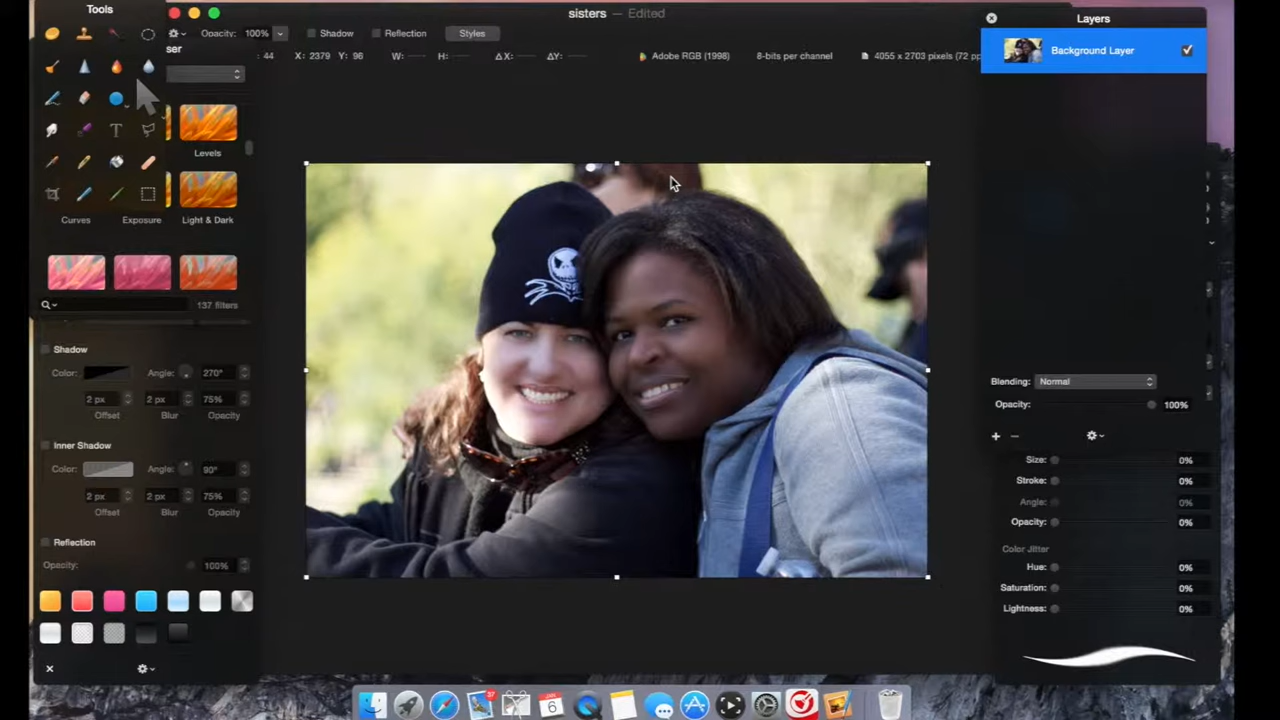 Tools
sisters — Edited
Layers
Opacity: 100%
Shadow
Reflection
Styles
ser
44
X: 2379 Y: 96
W:
H:
ΔX:
ΔY:
Adobe RGB (1998)
8-bits per channel
4055 x 2703 pixels (72 pp
Background Layer
T
Levels
Curves
Exposure
Light & Dark
137 filters
Shadow
Color:
Angle:
270°
2 px
2 px
75%
Offset
Blur
Opacity
Inner Shadow
Color:
Angle:
90°
2 px
2 px
75%
Offset
Blur
Opacity
Reflection
Opacity:
100%
Blending: Normal
Opacity: 100%
Size: 0%
Stroke: 0%
Angle: 0%
Opacity: 0%
Color Jitter
Hue: 0%
Saturation: 0%
Lightness: 0%
37
6